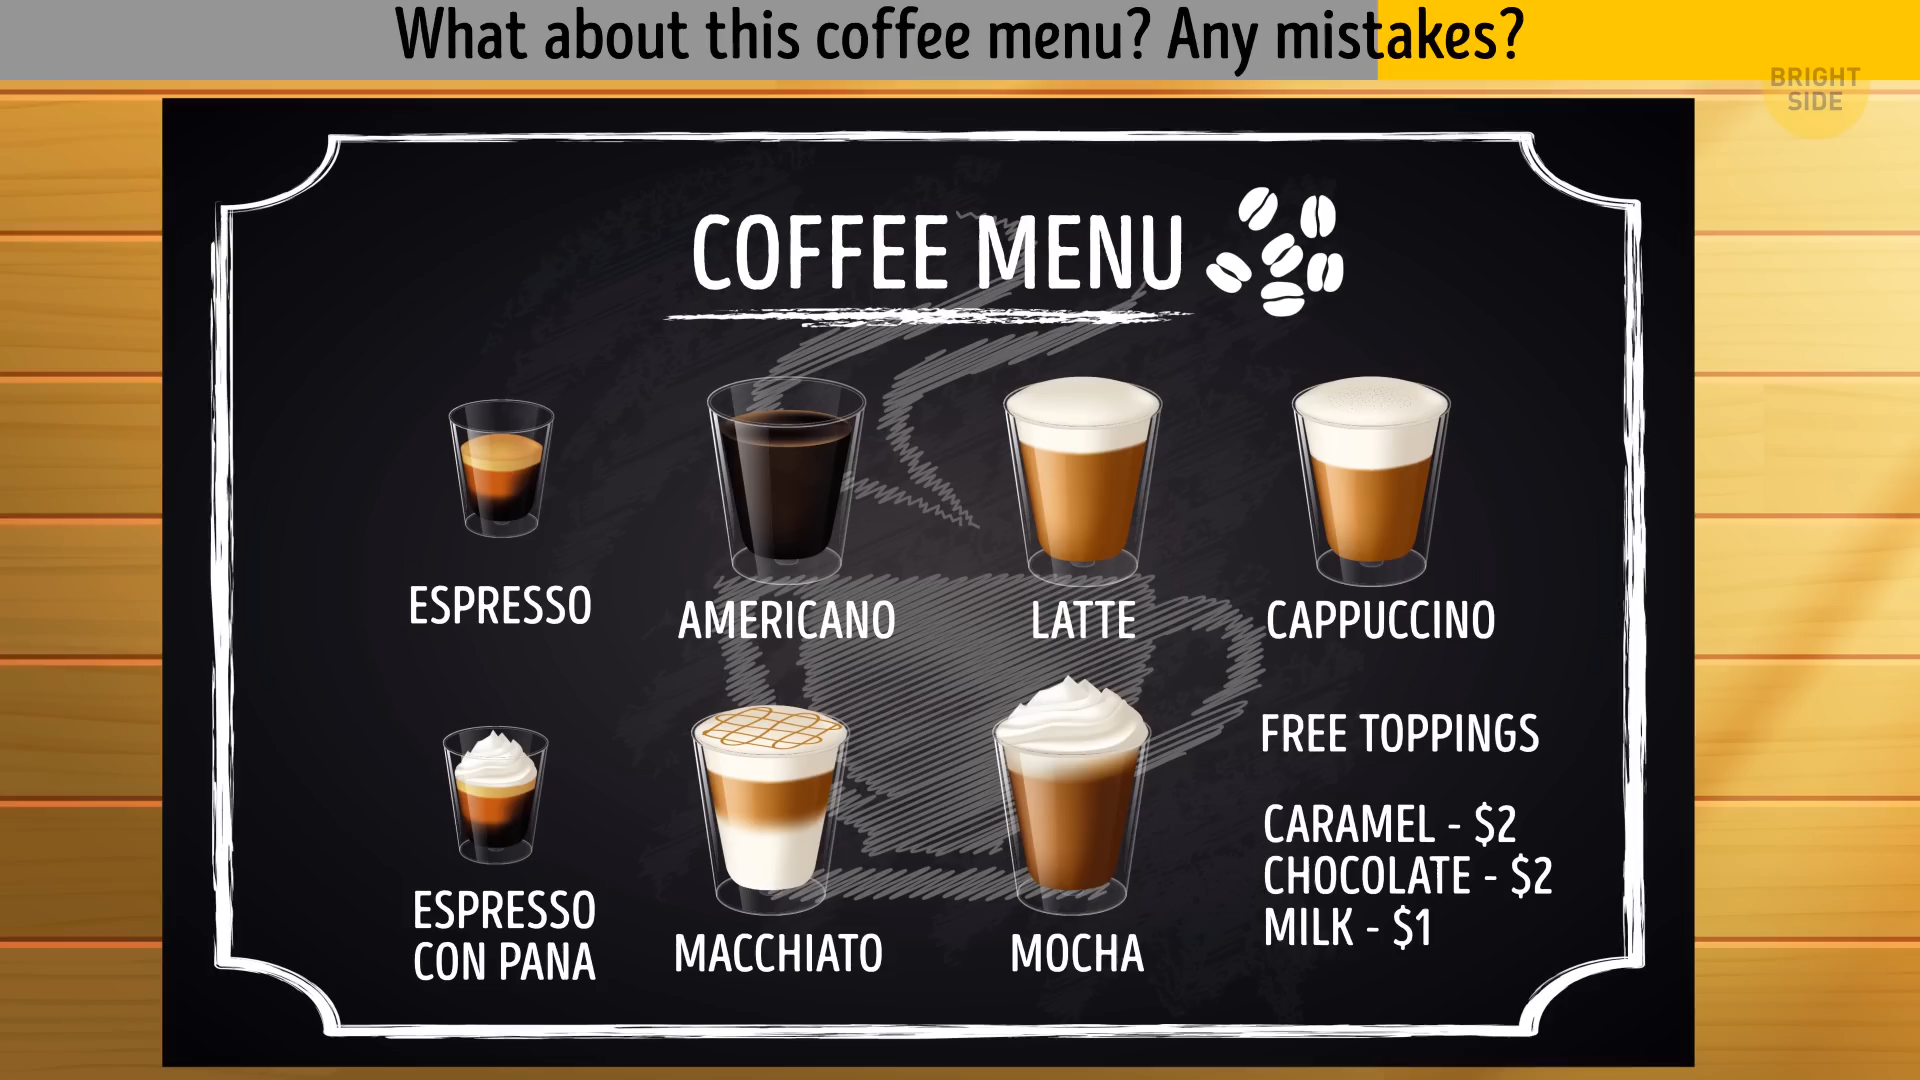 What about this coffee menu? Any mistakes?
BRIGHT
SIDE
COFFEE MENU
ESPRESSO
AMERICANO
LATTE
CAPPUCCINO
ESPRESSO
CON PANA
MACCHIATO
MOCHA
FREE TOPPINGS
CARAMEL - $2
CHOCOLATE - $2
MILK - $1